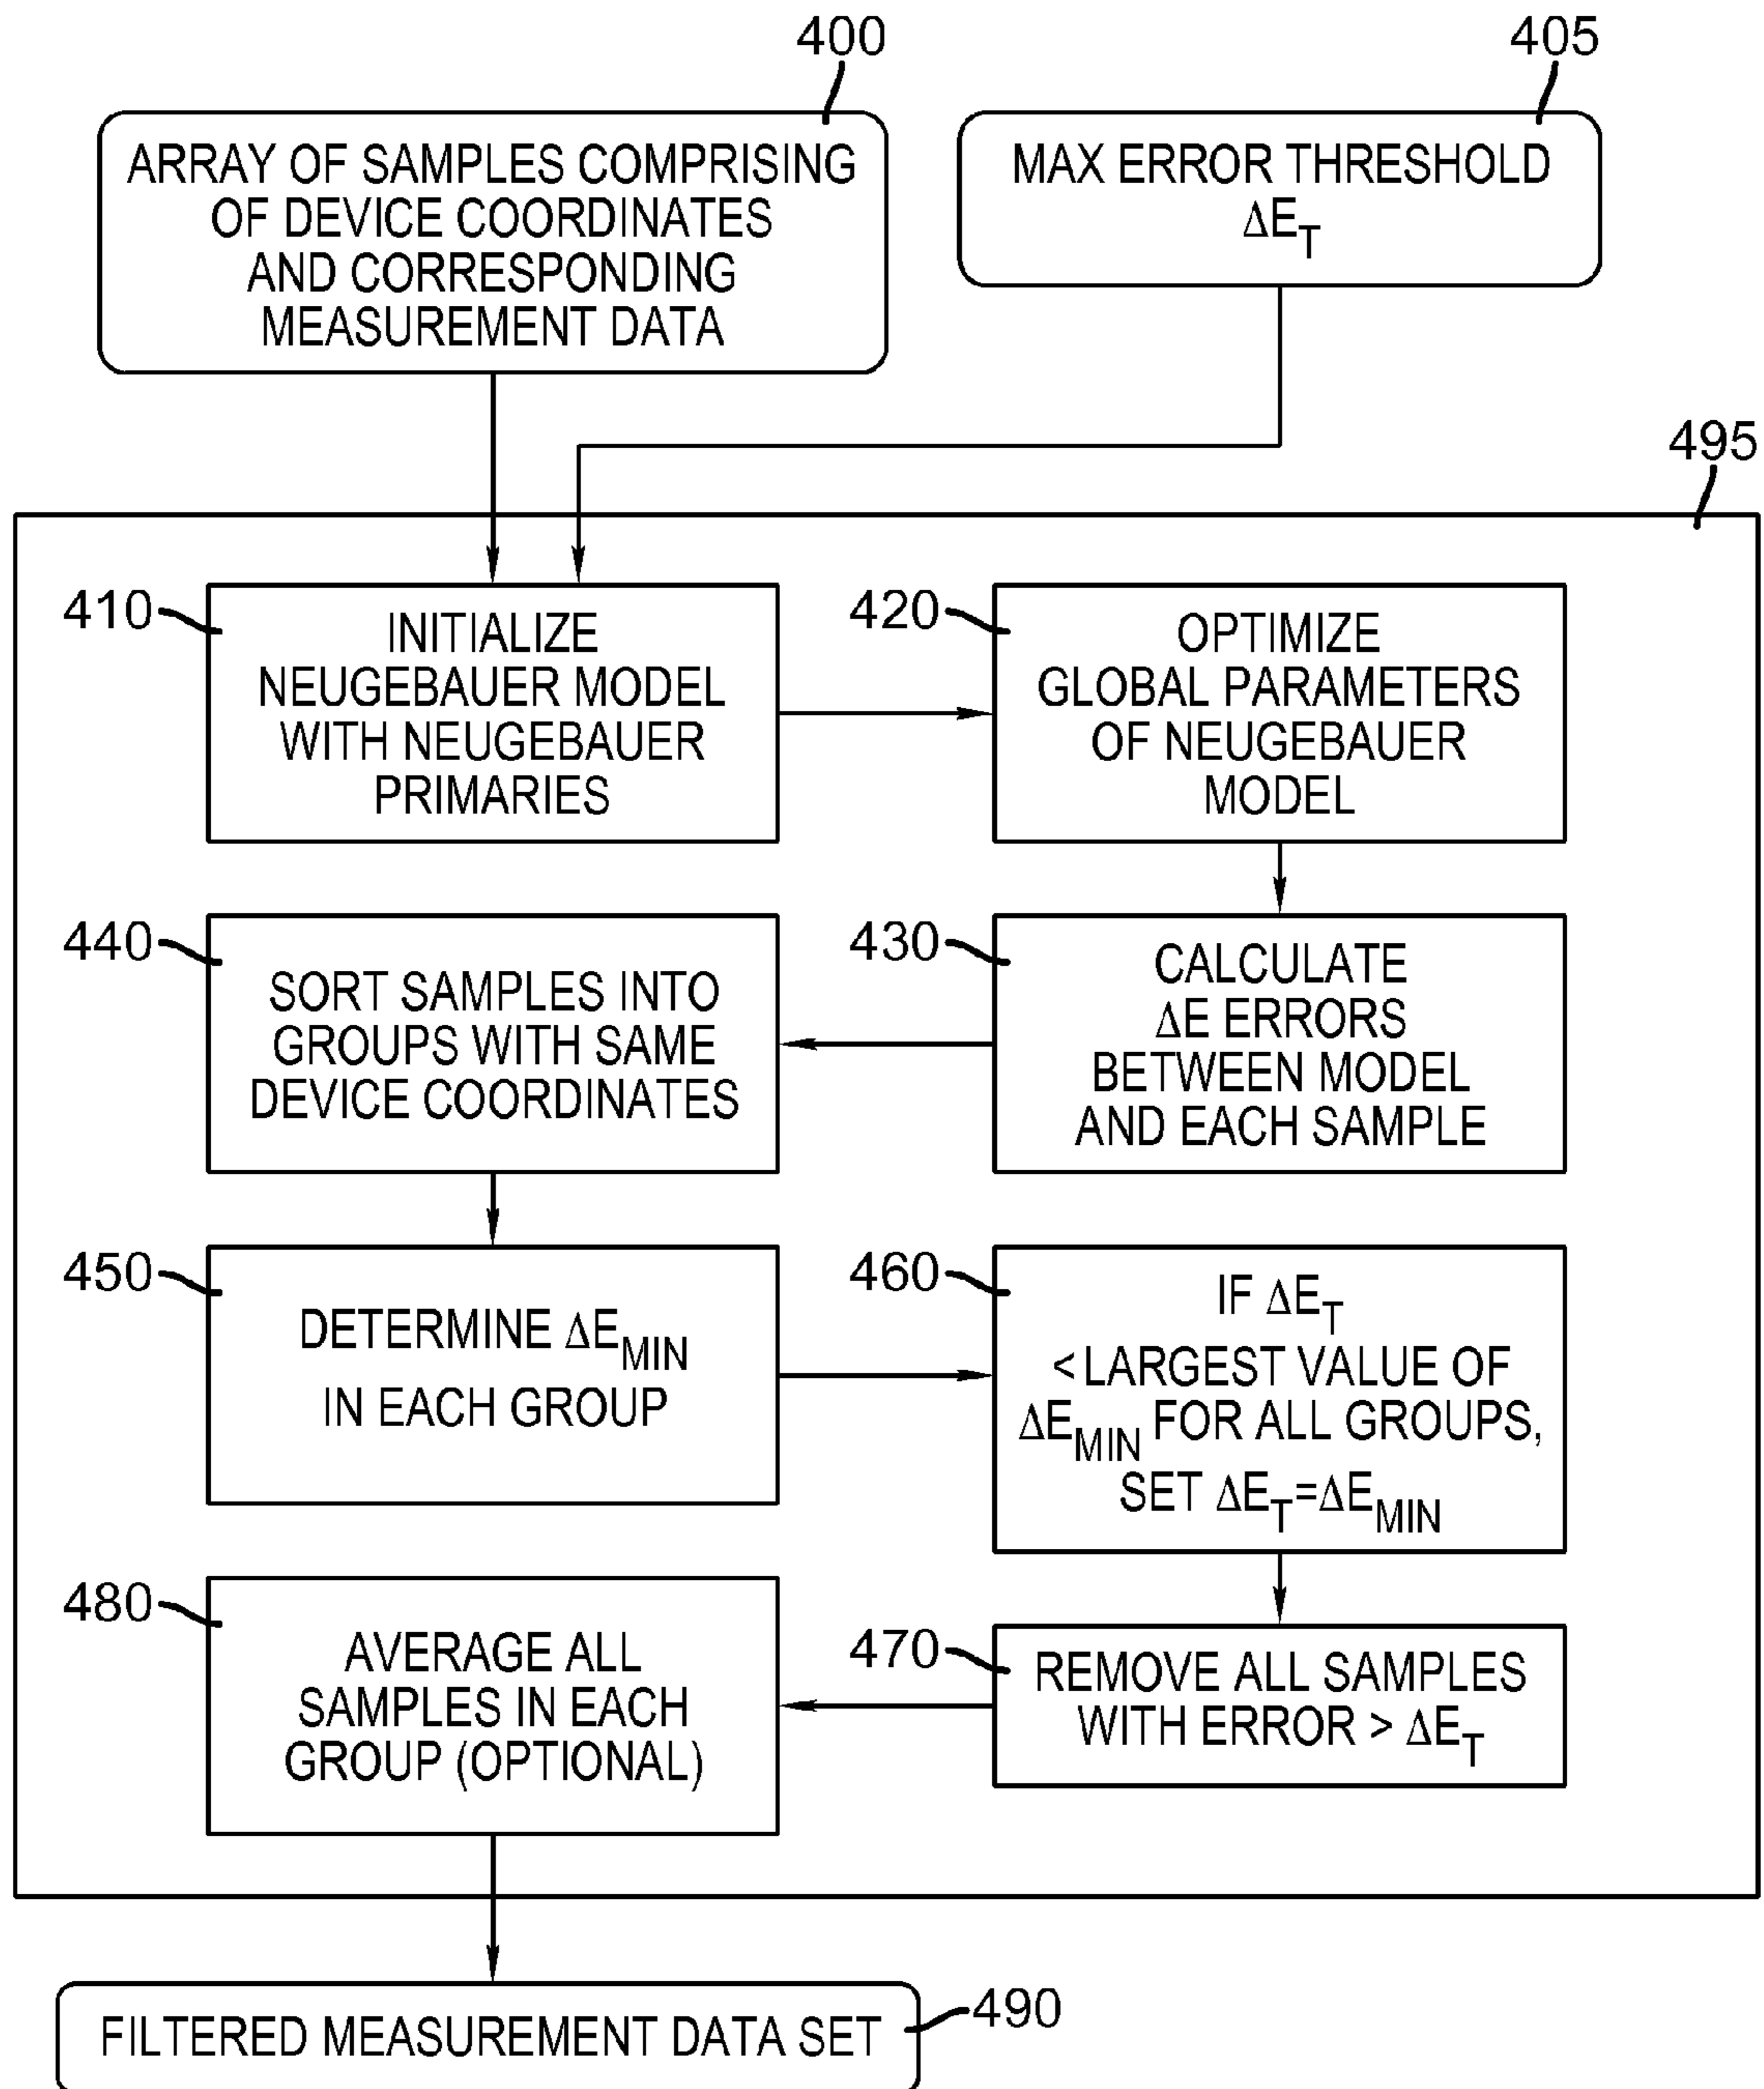 400
405
ARRAY OF SAMPLES COMPRISING
OF DEVICE COORDINATES
AND CORRESPONDING
MEASUREMENT DATA
MAX ERROR THRESHOLD
ΔE_T
495
410
INITIALIZE
NEUGEBAUER MODEL
WITH NEUGEBAUER
PRIMARIES
420
OPTIMIZE
GLOBAL PARAMETERS
OF NEUGEBAUER
MODEL
440
SORT SAMPLES INTO
GROUPS WITH SAME
DEVICE COORDINATES
430
CALCULATE
ΔE ERRORS
BETWEEN MODEL
AND EACH SAMPLE
450
DETERMINE ΔE_MIN
IN EACH GROUP
460
IF ΔE_T
< LARGEST VALUE OF
ΔE_MIN FOR ALL GROUPS,
SET ΔE_T=ΔE_MIN
480
AVERAGE ALL
SAMPLES IN EACH
GROUP (OPTIONAL)
470
REMOVE ALL SAMPLES
WITH ERROR > ΔE_T
FILTERED MEASUREMENT DATA SET
490